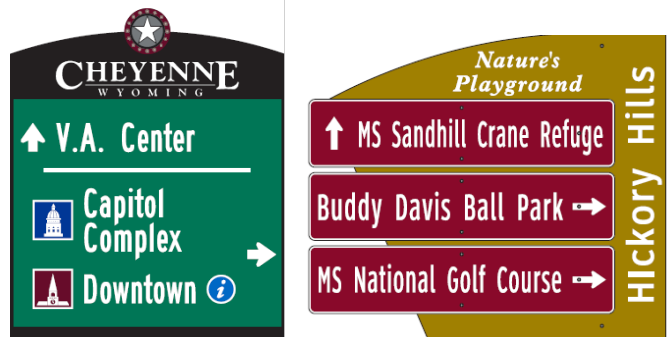 CHEYENNE
WYOMING
V.A. Center
Capitol
Complex
Downtown i
Nature's
Playground
MS Sandhill Crane Refuge
Buddy Davis Ball Park
MS National Golf Course
HIckory Hills